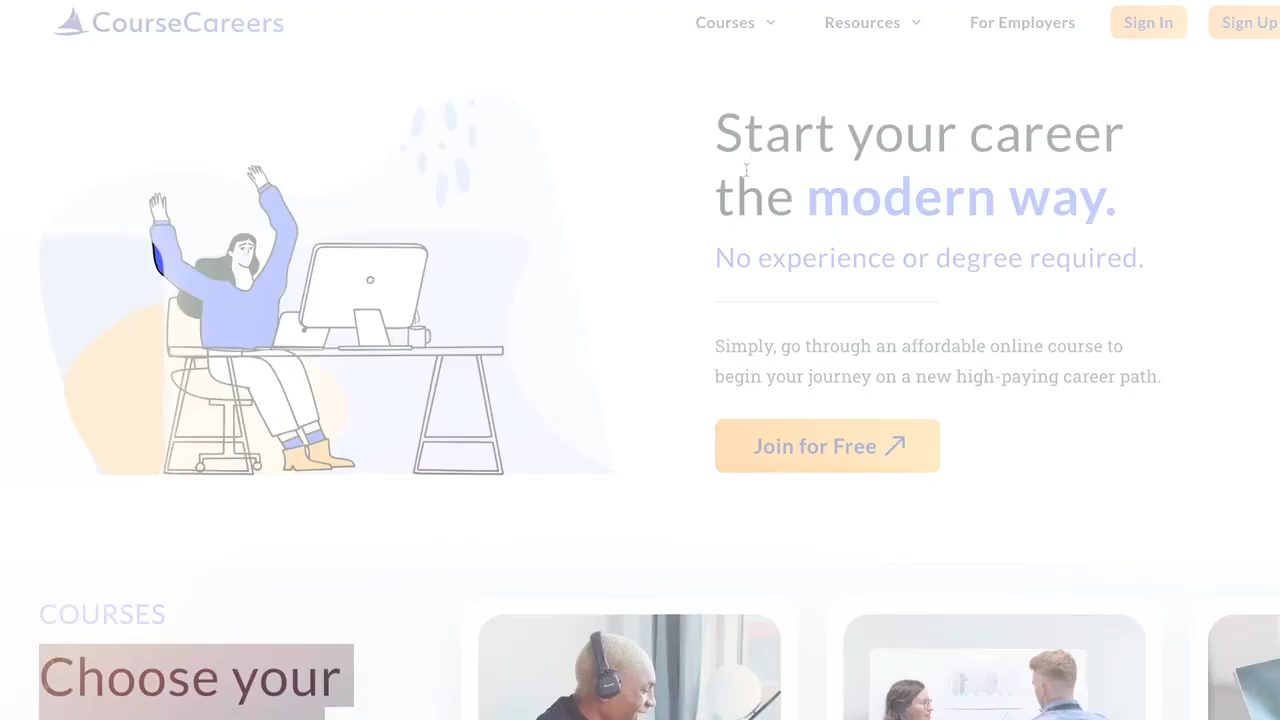 CourseCareers
Courses
Resources
For Employers
Sign In
Sign Up
Start your career
the modern way.
No experience or degree required.
Simply, go through an affordable online course to
begin your journey on a new high-paying career path.
Join for Free
COURSES
Choose your